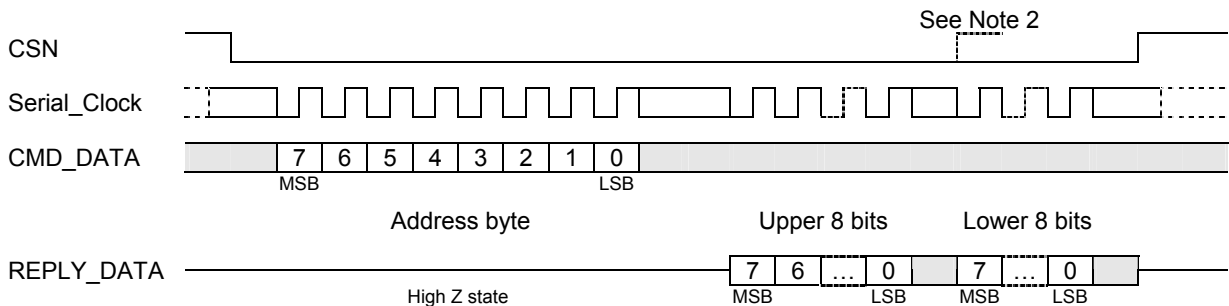 See Note 2
CSN
Serial_Clock
CMD_DATA 7 6 5 4 3 2 1 0
MSB LSB
Address byte Upper 8 bits Lower 8 bits
REPLY_DATA 7 6 ... 0 7 ... 0
High Z state MSB LSB MSB LSB